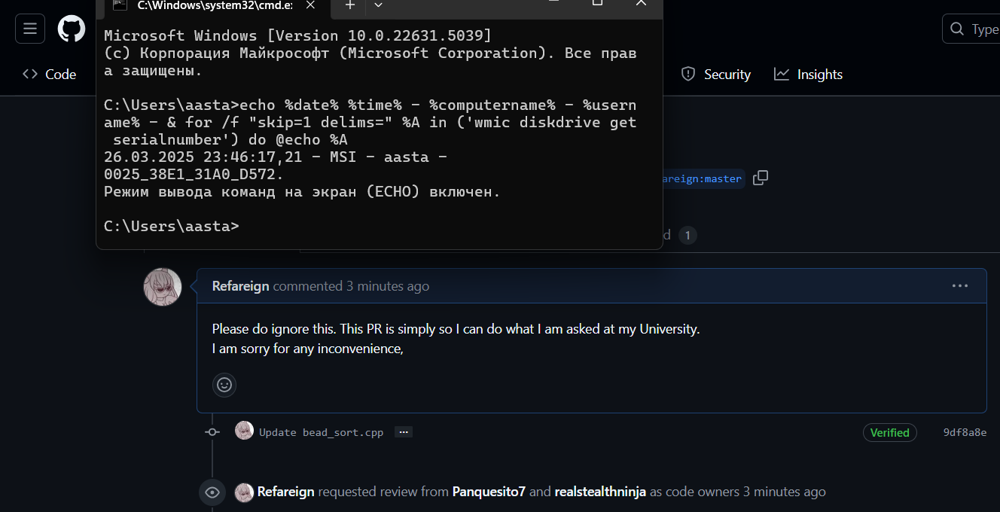 C:\Windows\system32\cmd.e
Type
Microsoft Windows [Version 10.0.22631.5039]
(c) Корпорация Майкрософт (Microsoft Corporation). Все прав
а защищены.
Code
Security
Insights
C:\Users\aasta>echo %date% %time% - %computername% - %usern
ame% - & for /f "skip=1 delims=" %A in ('wmic diskdrive get
serialnumber') do @echo %A
26.03.2025 23:46:17,21 - MSI - aasta -
0025_38E1_31A0_D572.
areign:master
Режим вывода команд на экран (ECHO) включен.
C:\Users\aasta>
d 1
Refareign commented 3 minutes ago
Please do ignore this. This PR is simply so I can do what I am asked at my University.
I am sorry for any inconvenience,
Update bead_sort.cpp ...
Verified
9df8a8e
Refareign requested review from Panquesito7 and realstealthninja as code owners 3 minutes ago